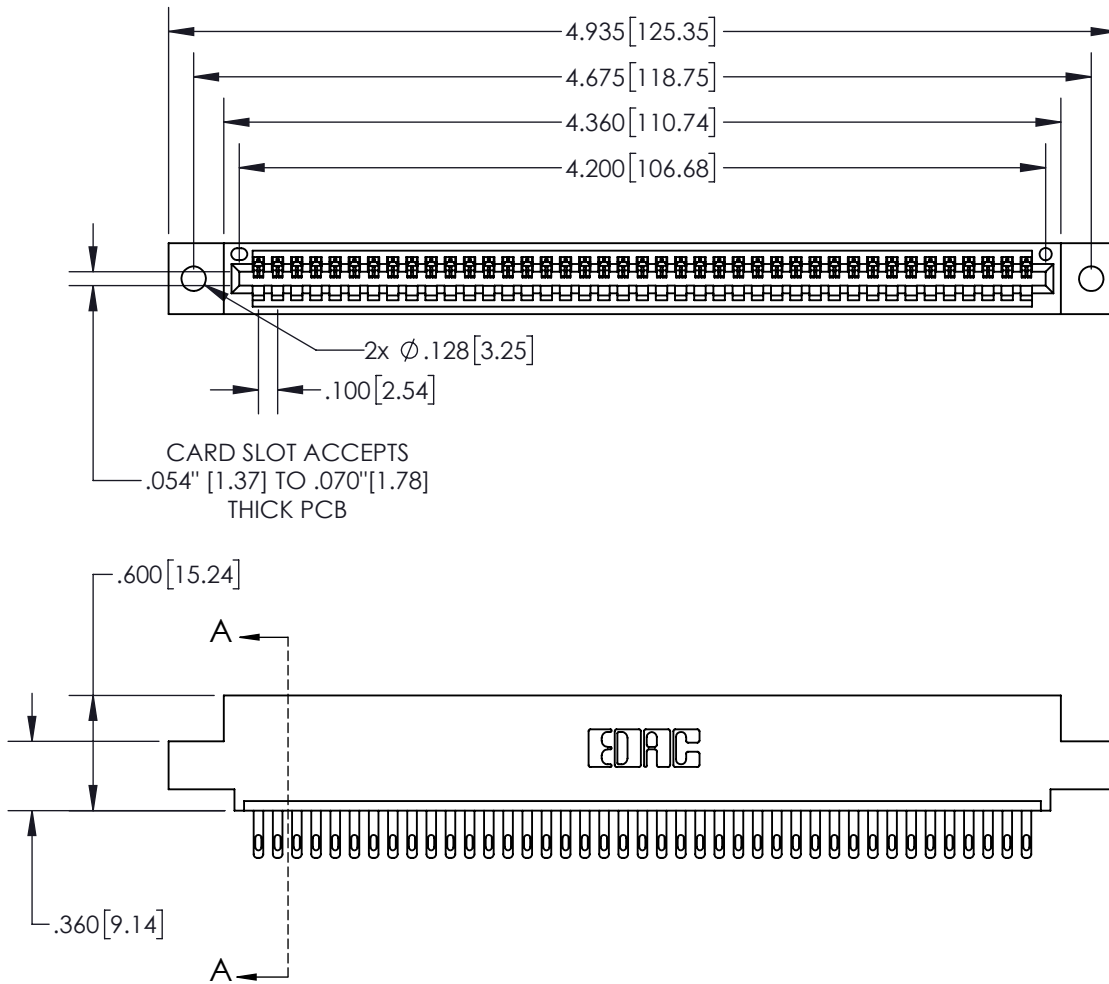 4.935[125.35]
4.675[118.75]
4.360[110.74]
4.200[106.68]
2x Ø .128[3.25]
.100[2.54]
CARD SLOT ACCEPTS
.054" [1.37] TO .070"[1.78]
THICK PCB
.600[15.24]
A
EDAC
.360[9.14]
A